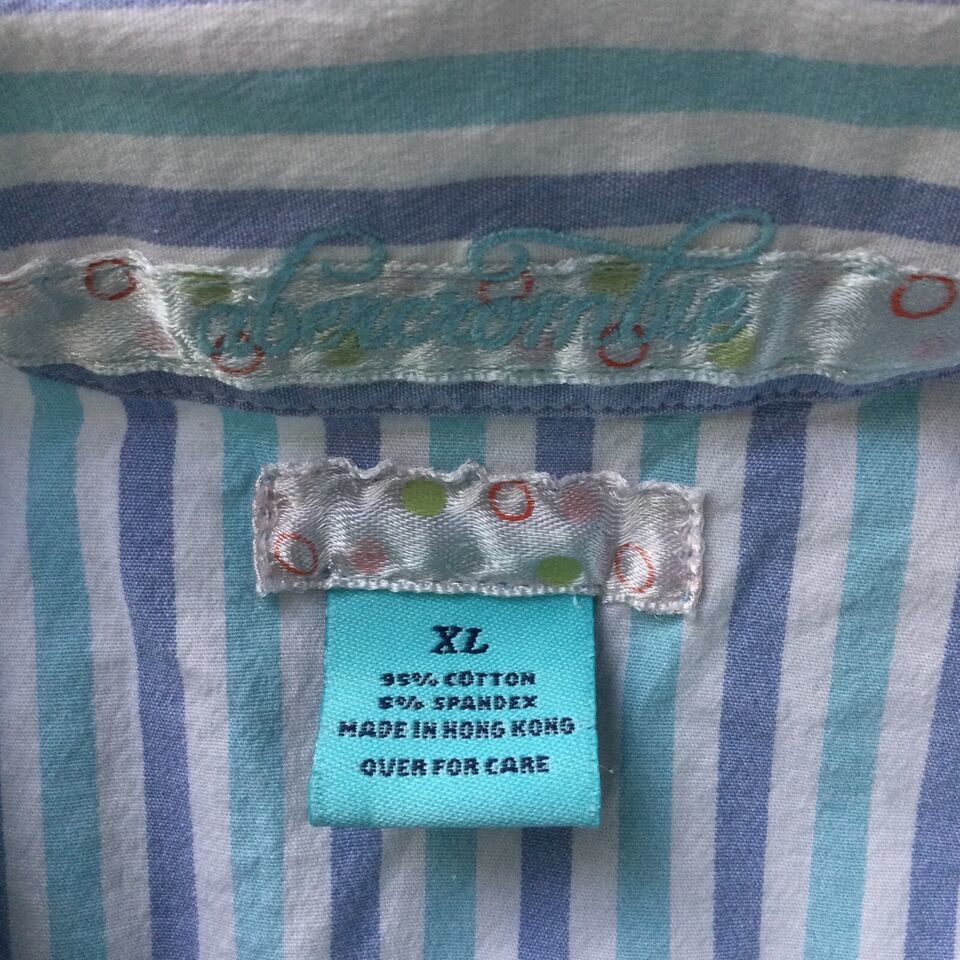 abercrombie
XL
95% COTTON
5% SPANDEX
MADE IN HONG KONG
OVER FOR CARE